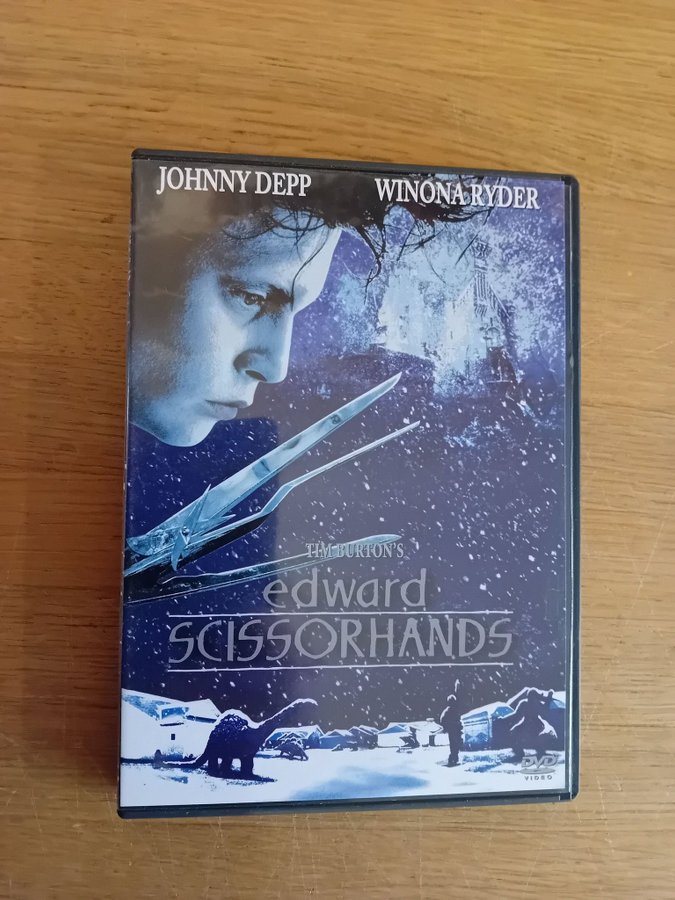 JOHNNY DEPP WINONA RYDER
TIM BURTON'S
edward
SCISSORHANDS
DVD
VIDEO